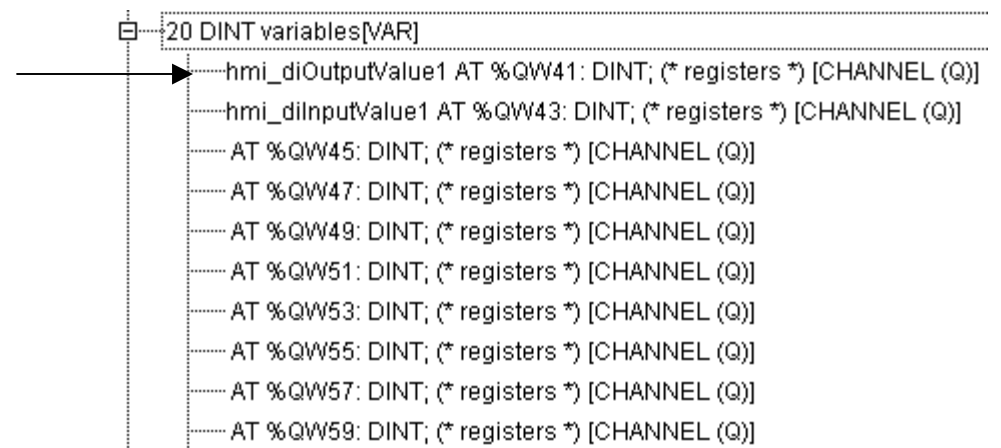 20 DINT variables[VAR]
hmi_diOutputValue1 AT %QW41: DINT; (* registers *) [CHANNEL (Q)]
hmi_diInputValue1 AT %QW43: DINT; (* registers *) [CHANNEL (Q)]
AT %QW45: DINT; (* registers *) [CHANNEL (Q)]
AT %QW47: DINT; (* registers *) [CHANNEL (Q)]
AT %QW49: DINT; (* registers *) [CHANNEL (Q)]
AT %QW51: DINT; (* registers *) [CHANNEL (Q)]
AT %QW53: DINT; (* registers *) [CHANNEL (Q)]
AT %QW55: DINT; (* registers *) [CHANNEL (Q)]
AT %QW57: DINT; (* registers *) [CHANNEL (Q)]
AT %QW59: DINT; (* registers *) [CHANNEL (Q)]